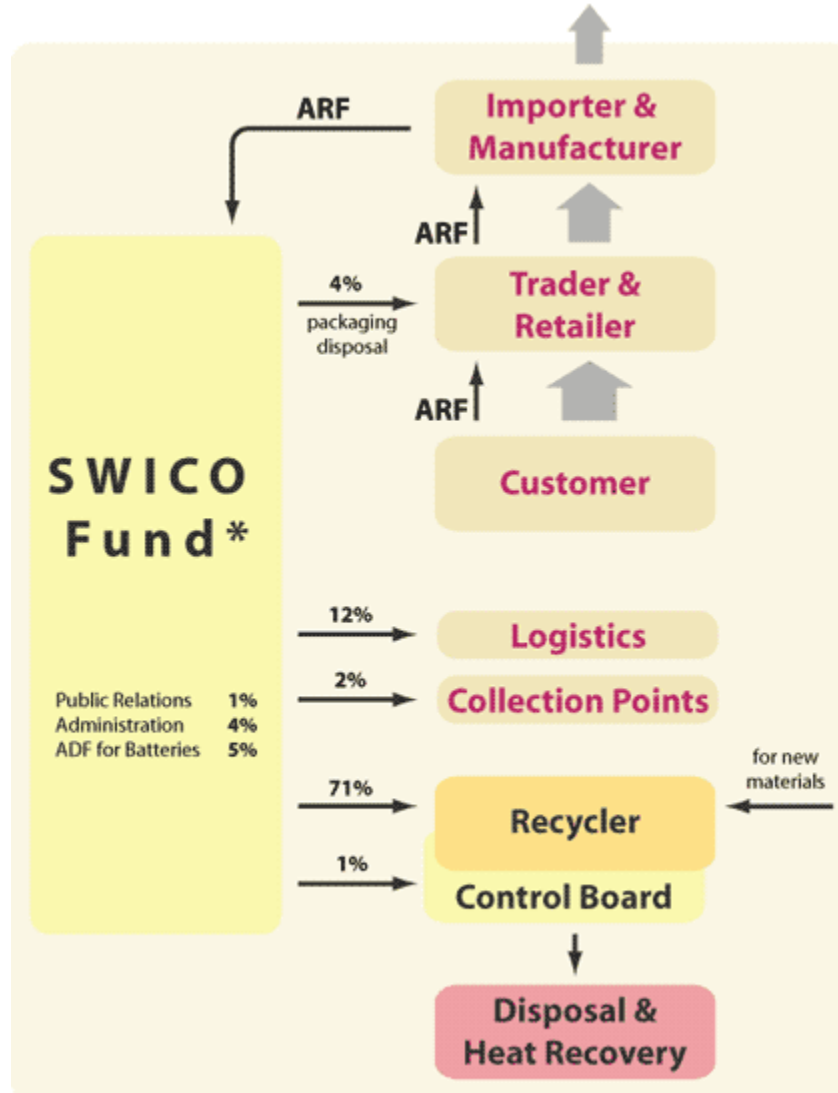 ARF
Importer &
Manufacturer
ARF
4%
packaging
disposal
Trader &
Retailer
ARF
Customer
SWICO
Fund*
12%
Logistics
2%
Collection Points
Public Relations 1%
Administration 4%
ADF for Batteries 5%
71%
Recycler
for new
materials
1%
Control Board
Disposal &
Heat Recovery